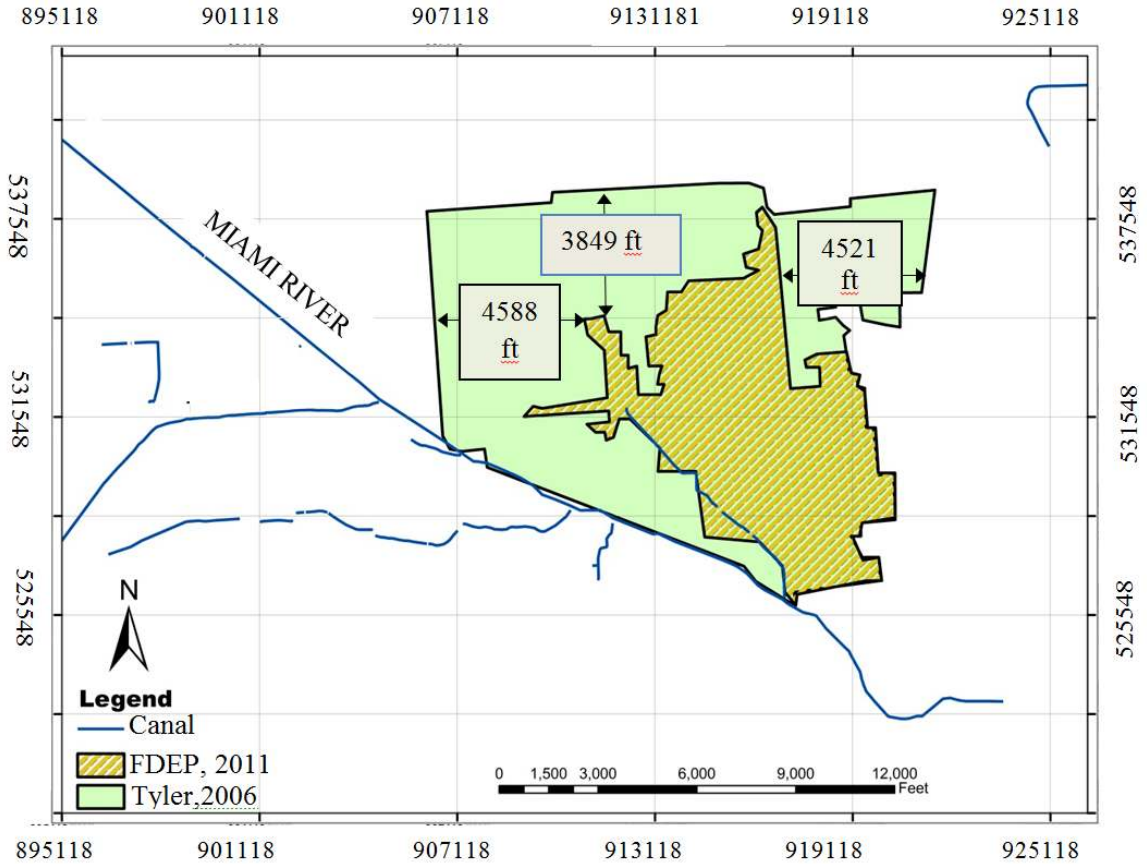 895118 901118 907118 9131181 919118 925118
537548
537548
MIAMI RIVER
3849 ft
4521
ft
4588
ft
531548
531548
525548
525548
N
Legend
Canal
FDEP, 2011
Tyler,2006
0 1,500 3,000 6,000 9,000 12,000
Feet
895118 901118 907118 913118 919118 925118